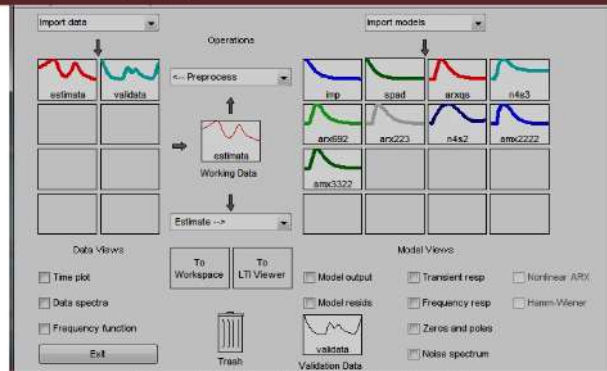 Import data
Import models
Operations
estimata
validata
<-- Preprocess
imp
spad
arxqs
n4s3
arx692
arx223
n4s2
amx2222
estimata
Working Data
amx3322
Estimate -->
Data Views
To Workspace
To LTI Viewer
Model Views
Time plot
Data spectra
Frequency function
Model output
Model resids
Transient resp
Frequency resp
Zeros and poles
Noise spectrum
Nonlinear ARX
Hamm-Wiener
Exit
Trash
validata
Validation Data